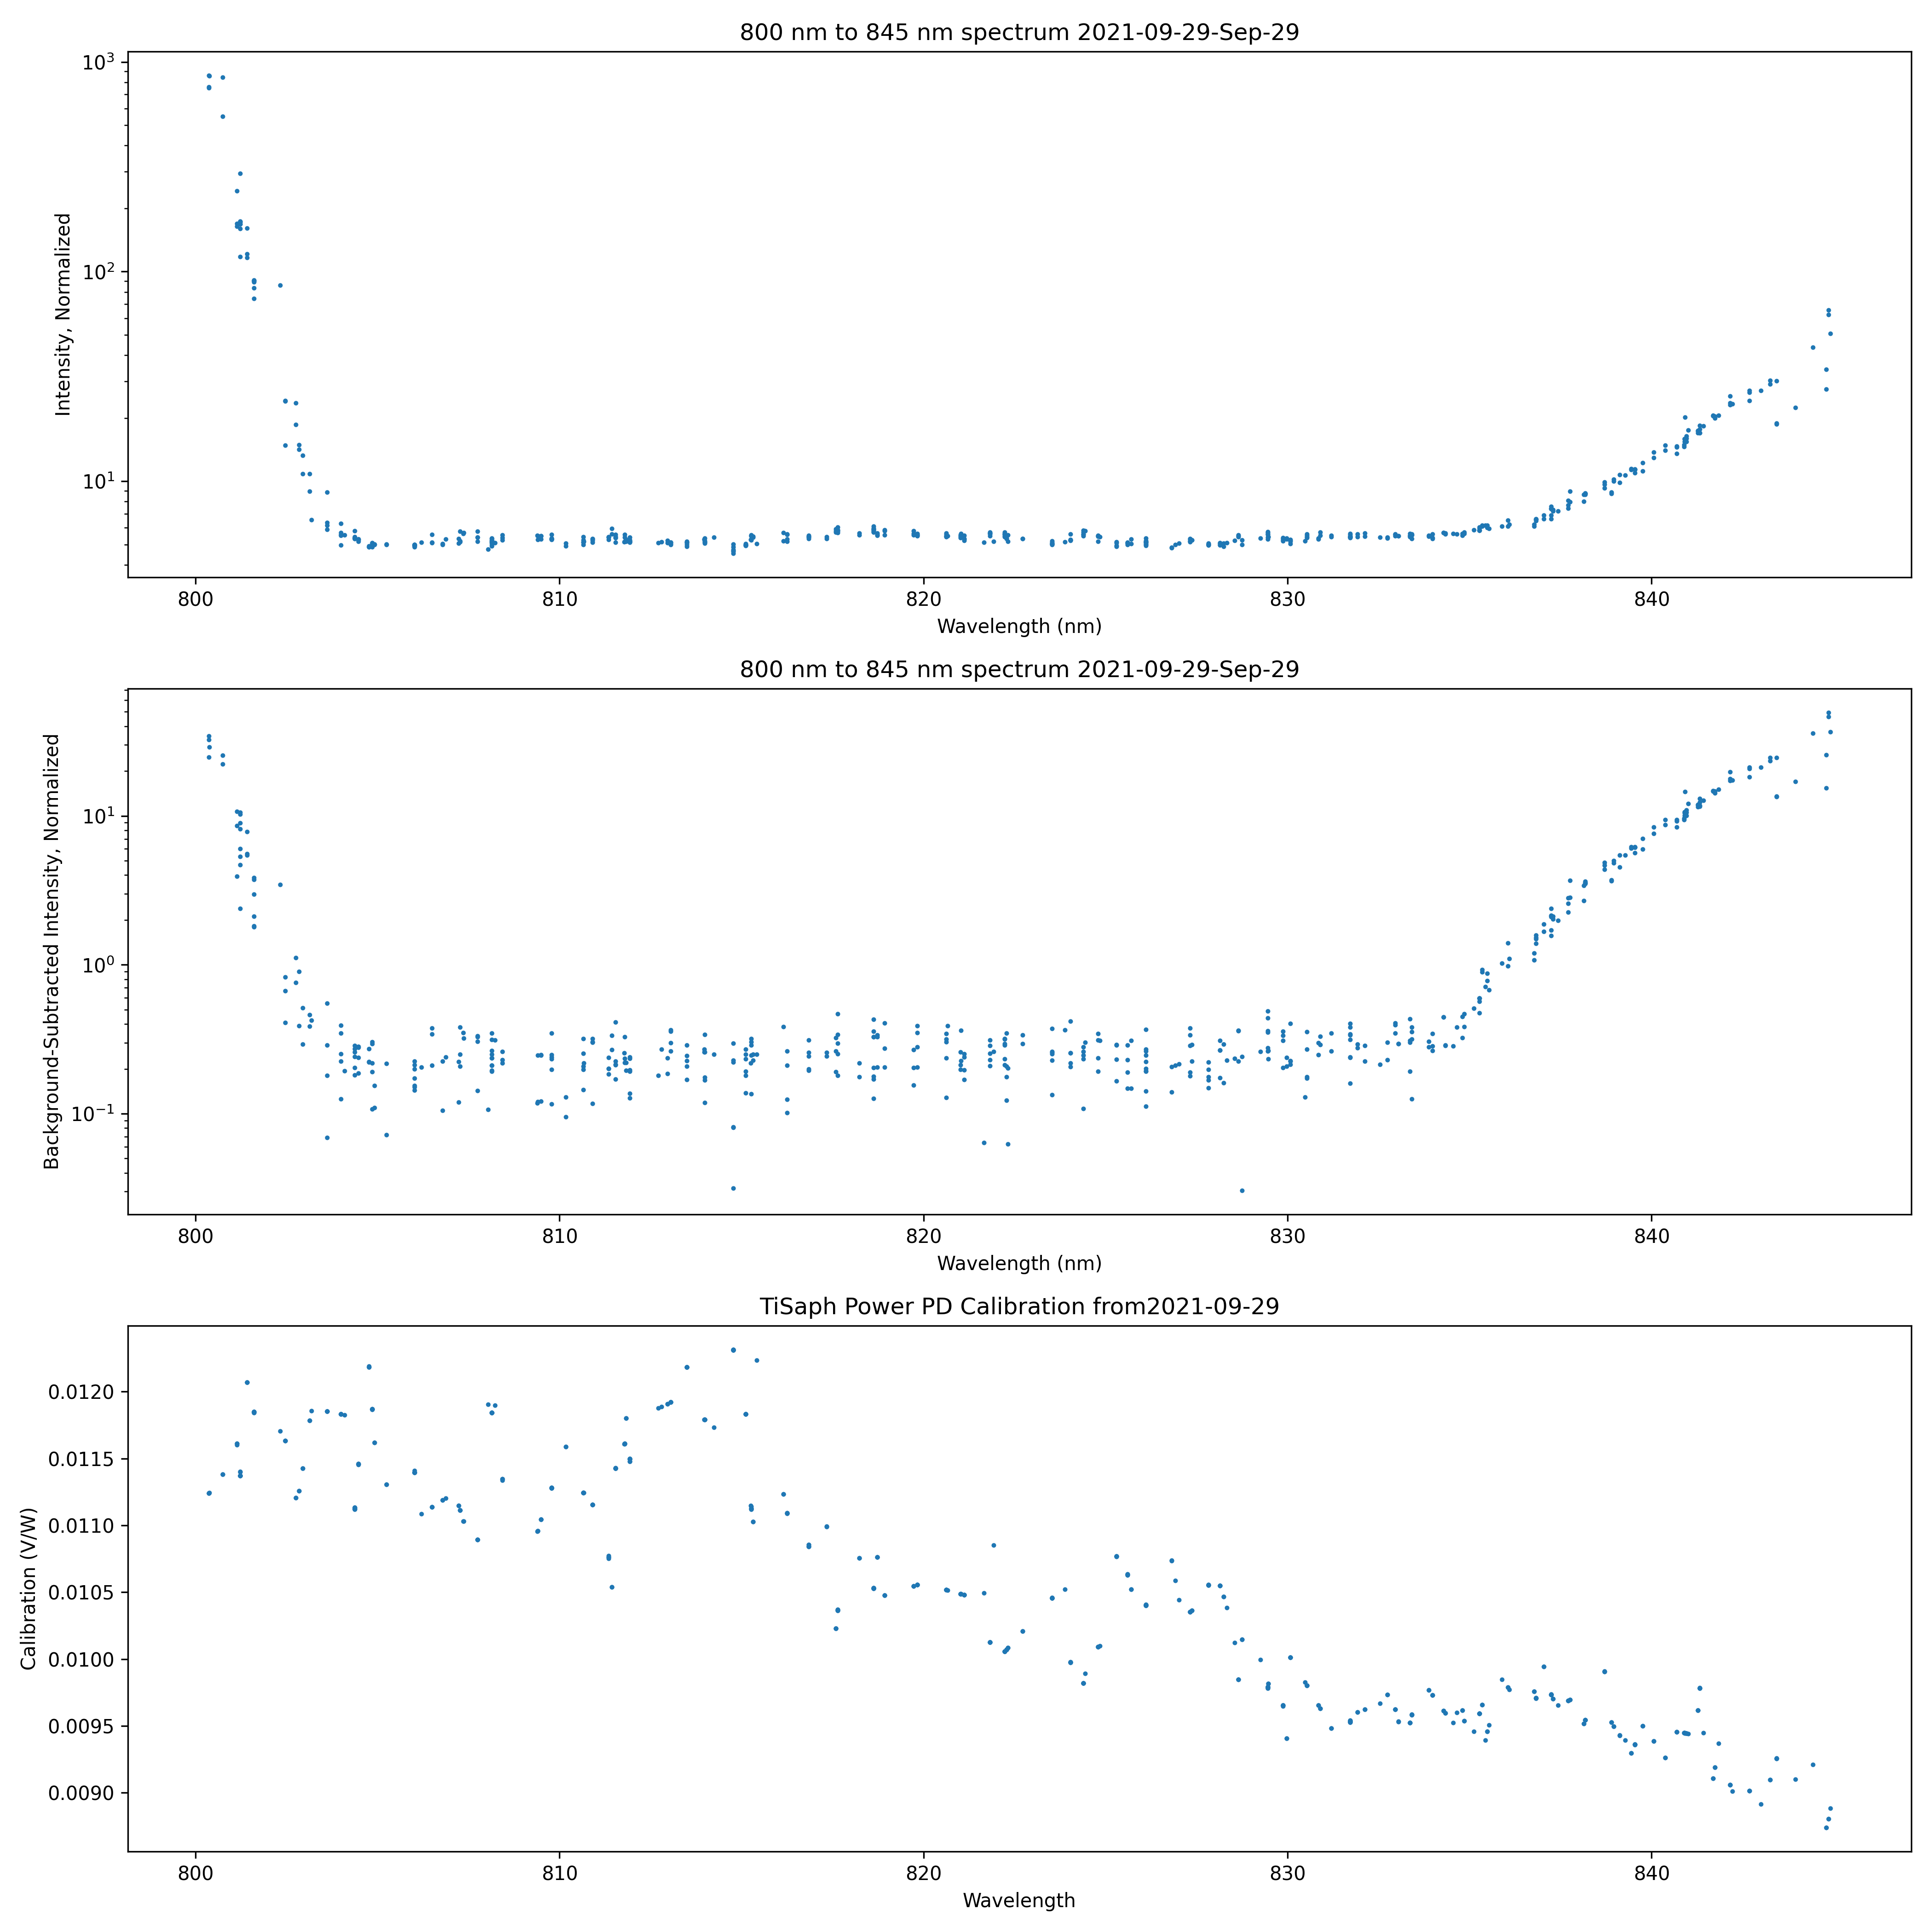 800 nm to 845 nm spectrum 2021-09-29-Sep-29
Intensity, Normalized
10³
10²
10¹
800 810 820 830 840
Wavelength (nm)
800 nm to 845 nm spectrum 2021-09-29-Sep-29
Background-Subtracted Intensity, Normalized
10¹
10⁰
10⁻¹
800 810 820 830 840
Wavelength (nm)
TiSaph Power PD Calibration from2021-09-29
Calibration (V/W)
0.0120
0.0115
0.0110
0.0105
0.0100
0.0095
0.0090
800 810 820 830 840
Wavelength